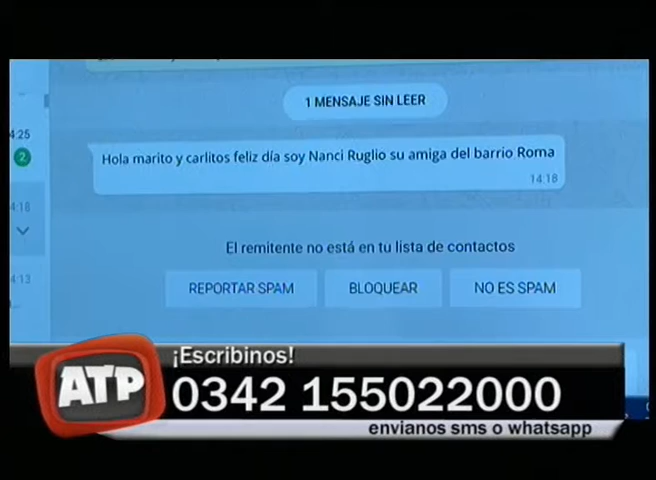 1 MENSAJE SIN LEER
4:25
2
Hola marito y carlitos feliz día soy Nanci Ruglio su amiga del barrio Roma
14:18
4:18
El remitente no está en tu lista de contactos
4:13
REPORTAR SPAM
BLOQUEAR
NO ES SPAM
¡Escribinos!
ATP
0342 155022000
envianos sms o whatsapp